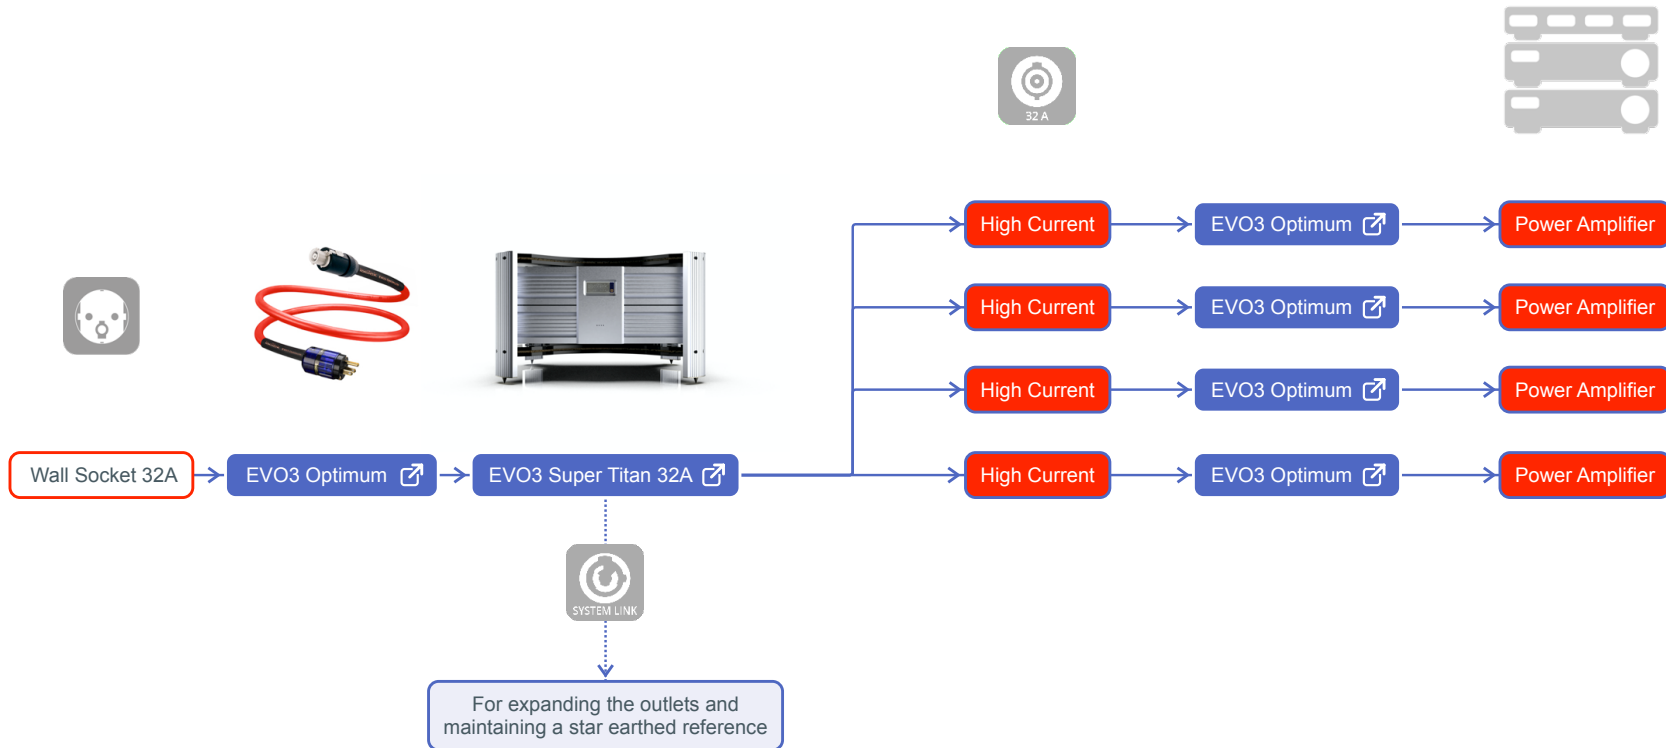 32 A
High Current
EVO3 Optimum
Power Amplifier
High Current
EVO3 Optimum
Power Amplifier
High Current
EVO3 Optimum
Power Amplifier
Wall Socket 32A
EVO3 Optimum
EVO3 Super Titan 32A
High Current
EVO3 Optimum
Power Amplifier
SYSTEM LINK
For expanding the outlets and
maintaining a star earthed reference